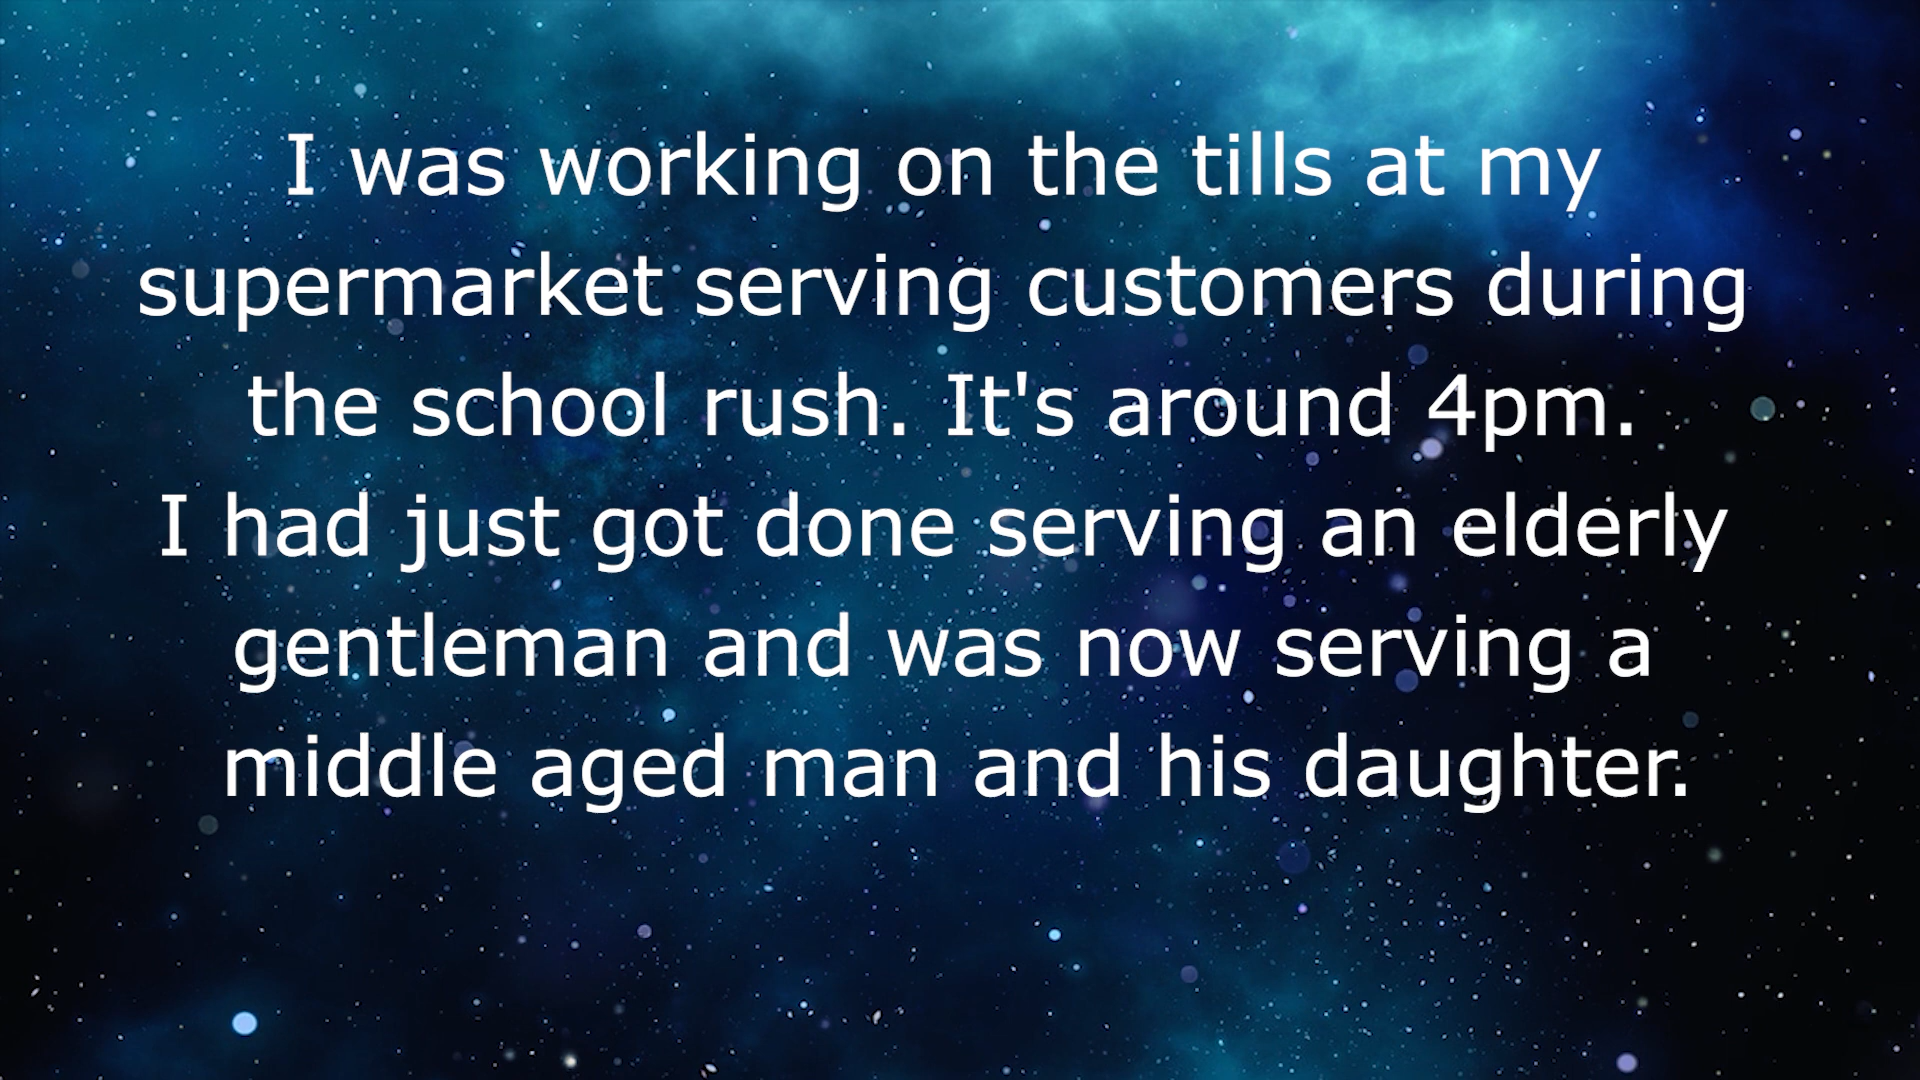 I was working on the tills at my
supermarket serving customers during
the school rush. It's around 4pm.
I had just got done serving an elderly
gentleman and was now serving a
middle aged man and his daughter.